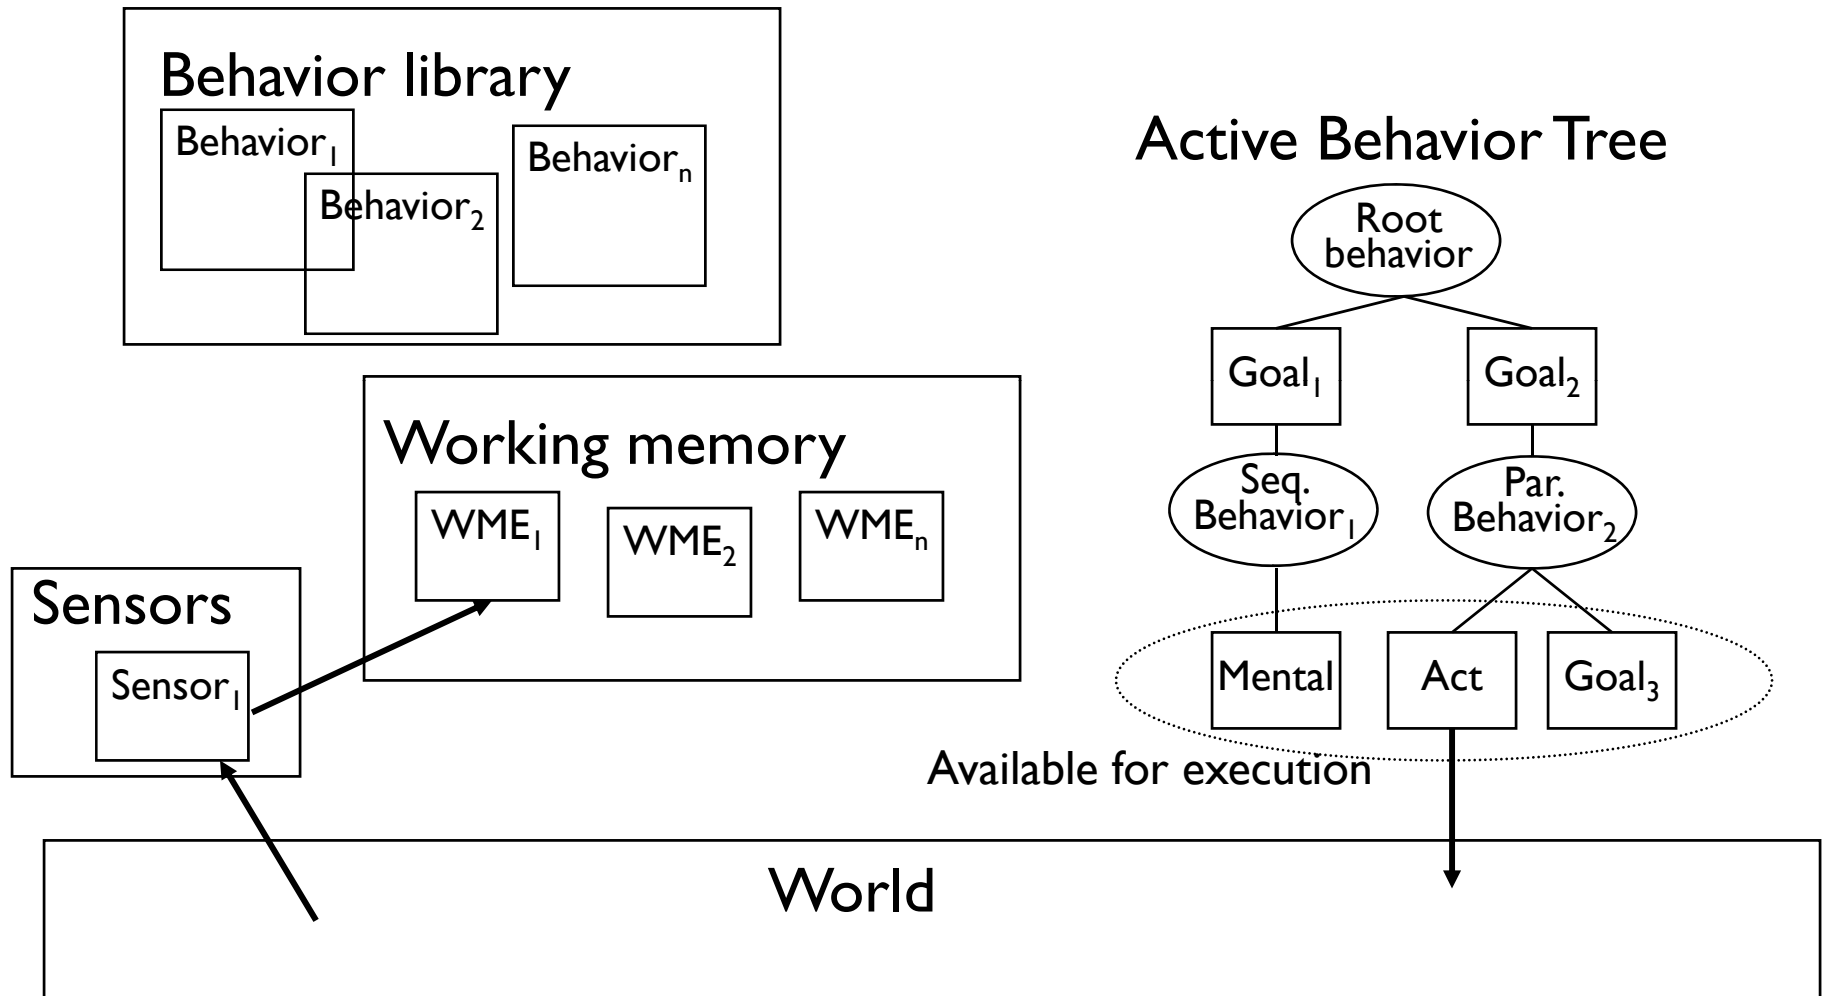 Behavior library
Behavior₁
Behavior₂
Behaviorₙ
Working memory
WME₁
WME₂
WMEₙ
Sensors
Sensor₁
Active Behavior Tree
Root
behavior
Goal₁
Goal₂
Seq.
Behavior₁
Par.
Behavior₂
Mental
Act
Goal₃
Available for execution
World